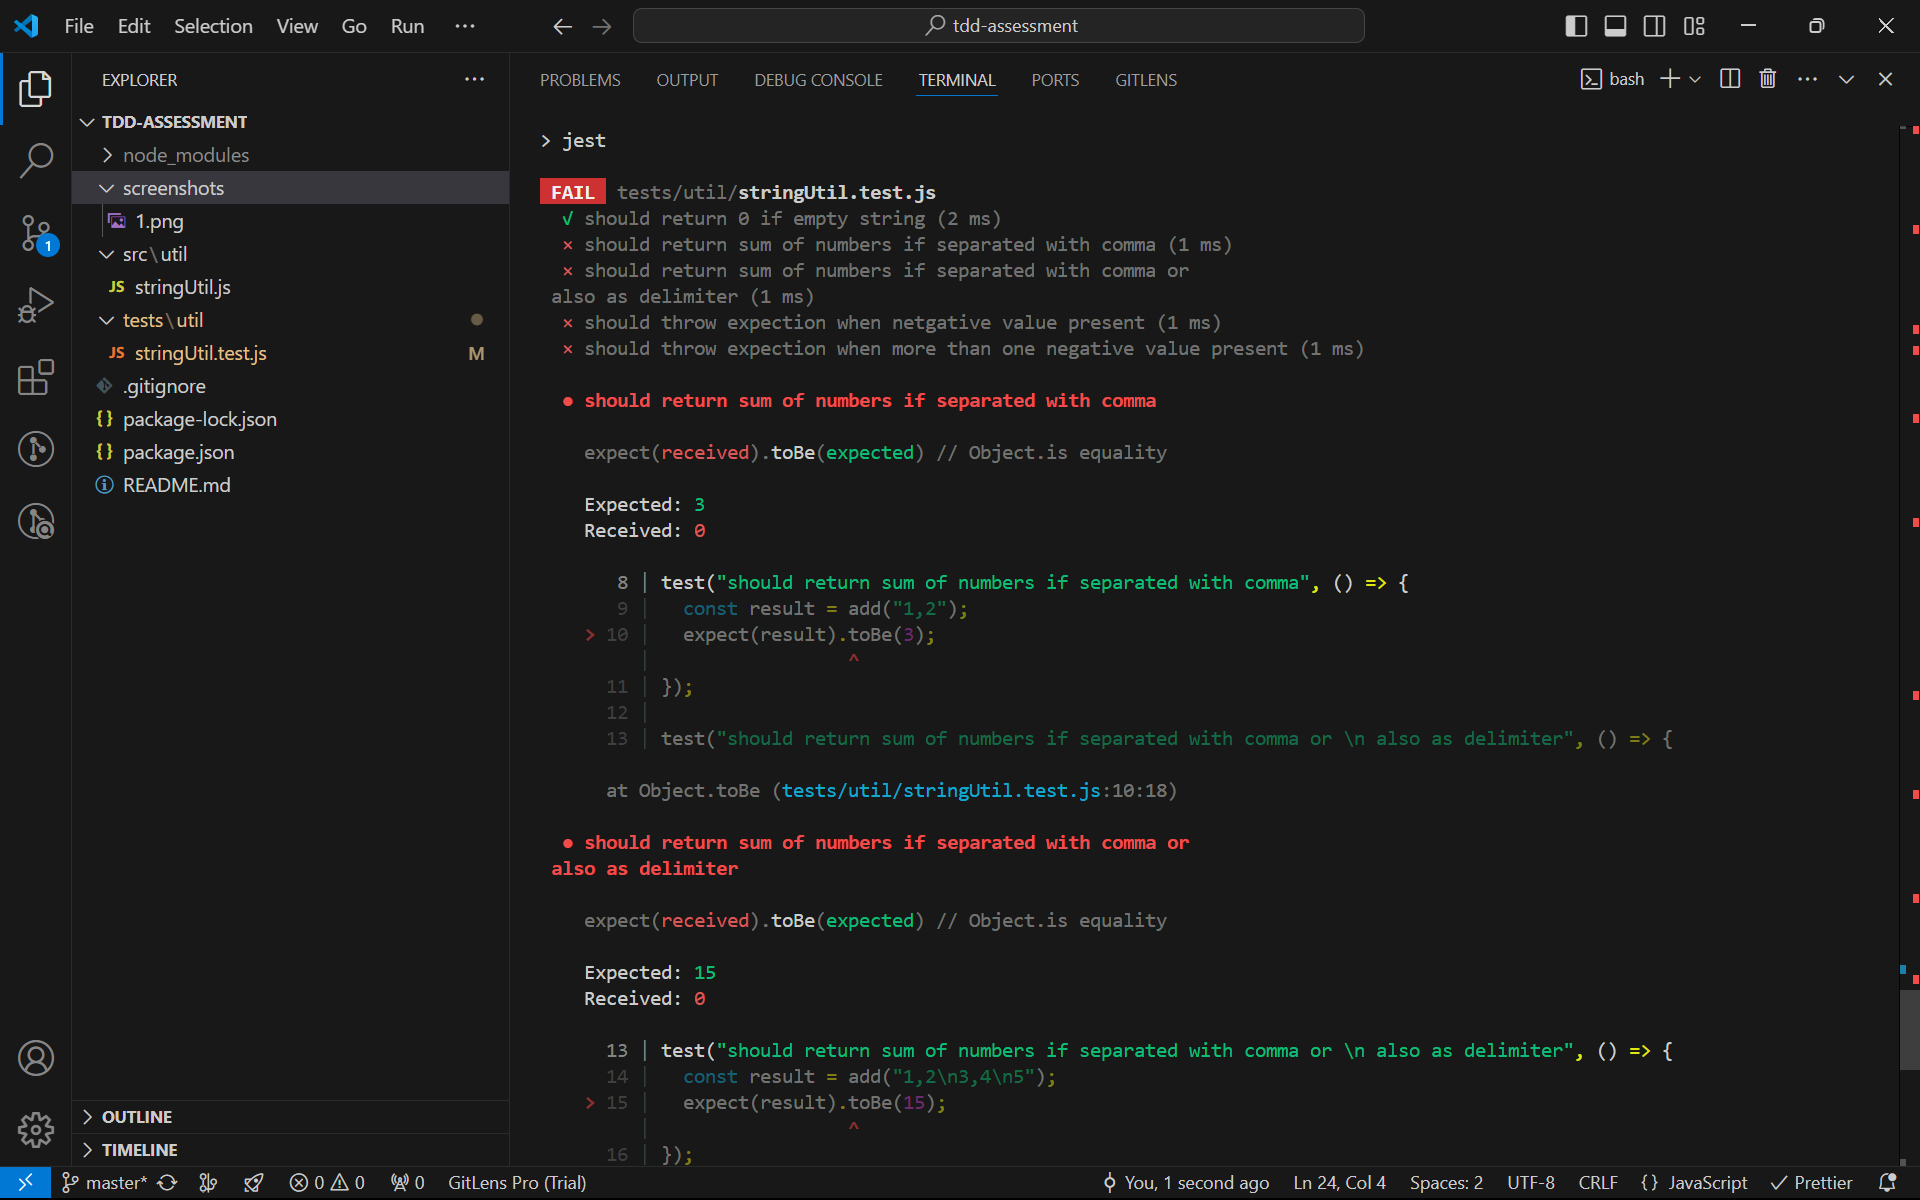 File Edit Selection View Go Run ··· tdd-assessment
EXPLORER ···
TDD-ASSESSMENT
node_modules
screenshots
1.png
src\util
JS stringUtil.js
tests\util
JS stringUtil.test.js M
.gitignore
{} package-lock.json
{} package.json
README.md
OUTLINE
TIMELINE
1
PROBLEMS OUTPUT DEBUG CONSOLE TERMINAL PORTS GITLENS bash
> jest
FAIL tests/util/stringUtil.test.js
√ should return 0 if empty string (2 ms)
× should return sum of numbers if separated with comma (1 ms)
× should return sum of numbers if separated with comma or
also as delimiter (1 ms)
× should throw expection when netgative value present (1 ms)
× should throw expection when more than one negative value present (1 ms)
● should return sum of numbers if separated with comma
expect(received).toBe(expected) // Object.is equality
Expected: 3
Received: 0
8 | test("should return sum of numbers if separated with comma", () => {
9 | const result = add("1,2");
> 10 | expect(result).toBe(3);
| ^
11 | });
12 |
13 | test("should return sum of numbers if separated with comma or \n also as delimiter", () => {
at Object.toBe (tests/util/stringUtil.test.js:10:18)
● should return sum of numbers if separated with comma or
also as delimiter
expect(received).toBe(expected) // Object.is equality
Expected: 15
Received: 0
13 | test("should return sum of numbers if separated with comma or \n also as delimiter", () => {
14 | const result = add("1,2\n3,4\n5");
> 15 | expect(result).toBe(15);
| ^
16 | });
master* 0 0 0 GitLens Pro (Trial) You, 1 second ago Ln 24, Col 4 Spaces: 2 UTF-8 CRLF {} JavaScript Prettier